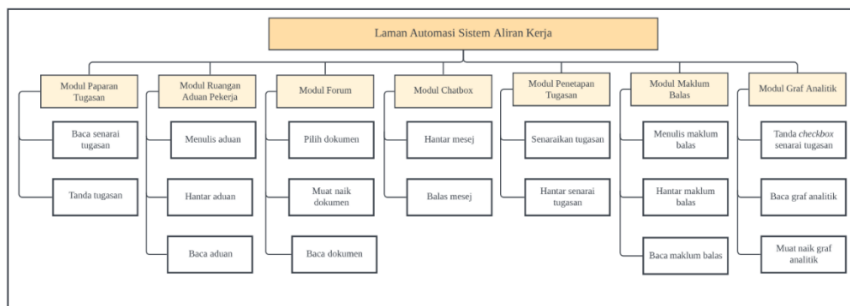 Laman Automasi Sistem Aliran Kerja
Modul Paparan
Tugasan
Modul Ruangan
Aduan Pekerja
Modul Forum
Modul Chatbox
Modul Penetapan
Tugasan
Modul Maklum
Balas
Modul Graf Analitik
Baca senarai
tugasan
Menulis aduan
Pilih dokumen
Hantar mesej
Senaraikan tugasan
Menulis maklum
balas
Tanda checkbox
senarai tugasan
Tanda tugasan
Hantar aduan
Muat naik
dokumen
Balas mesej
Hantar senarai
tugasan
Hantar maklum
balas
Baca graf analitik
Baca aduan
Baca dokumen
Baca maklum balas
Muat naik graf
analitik